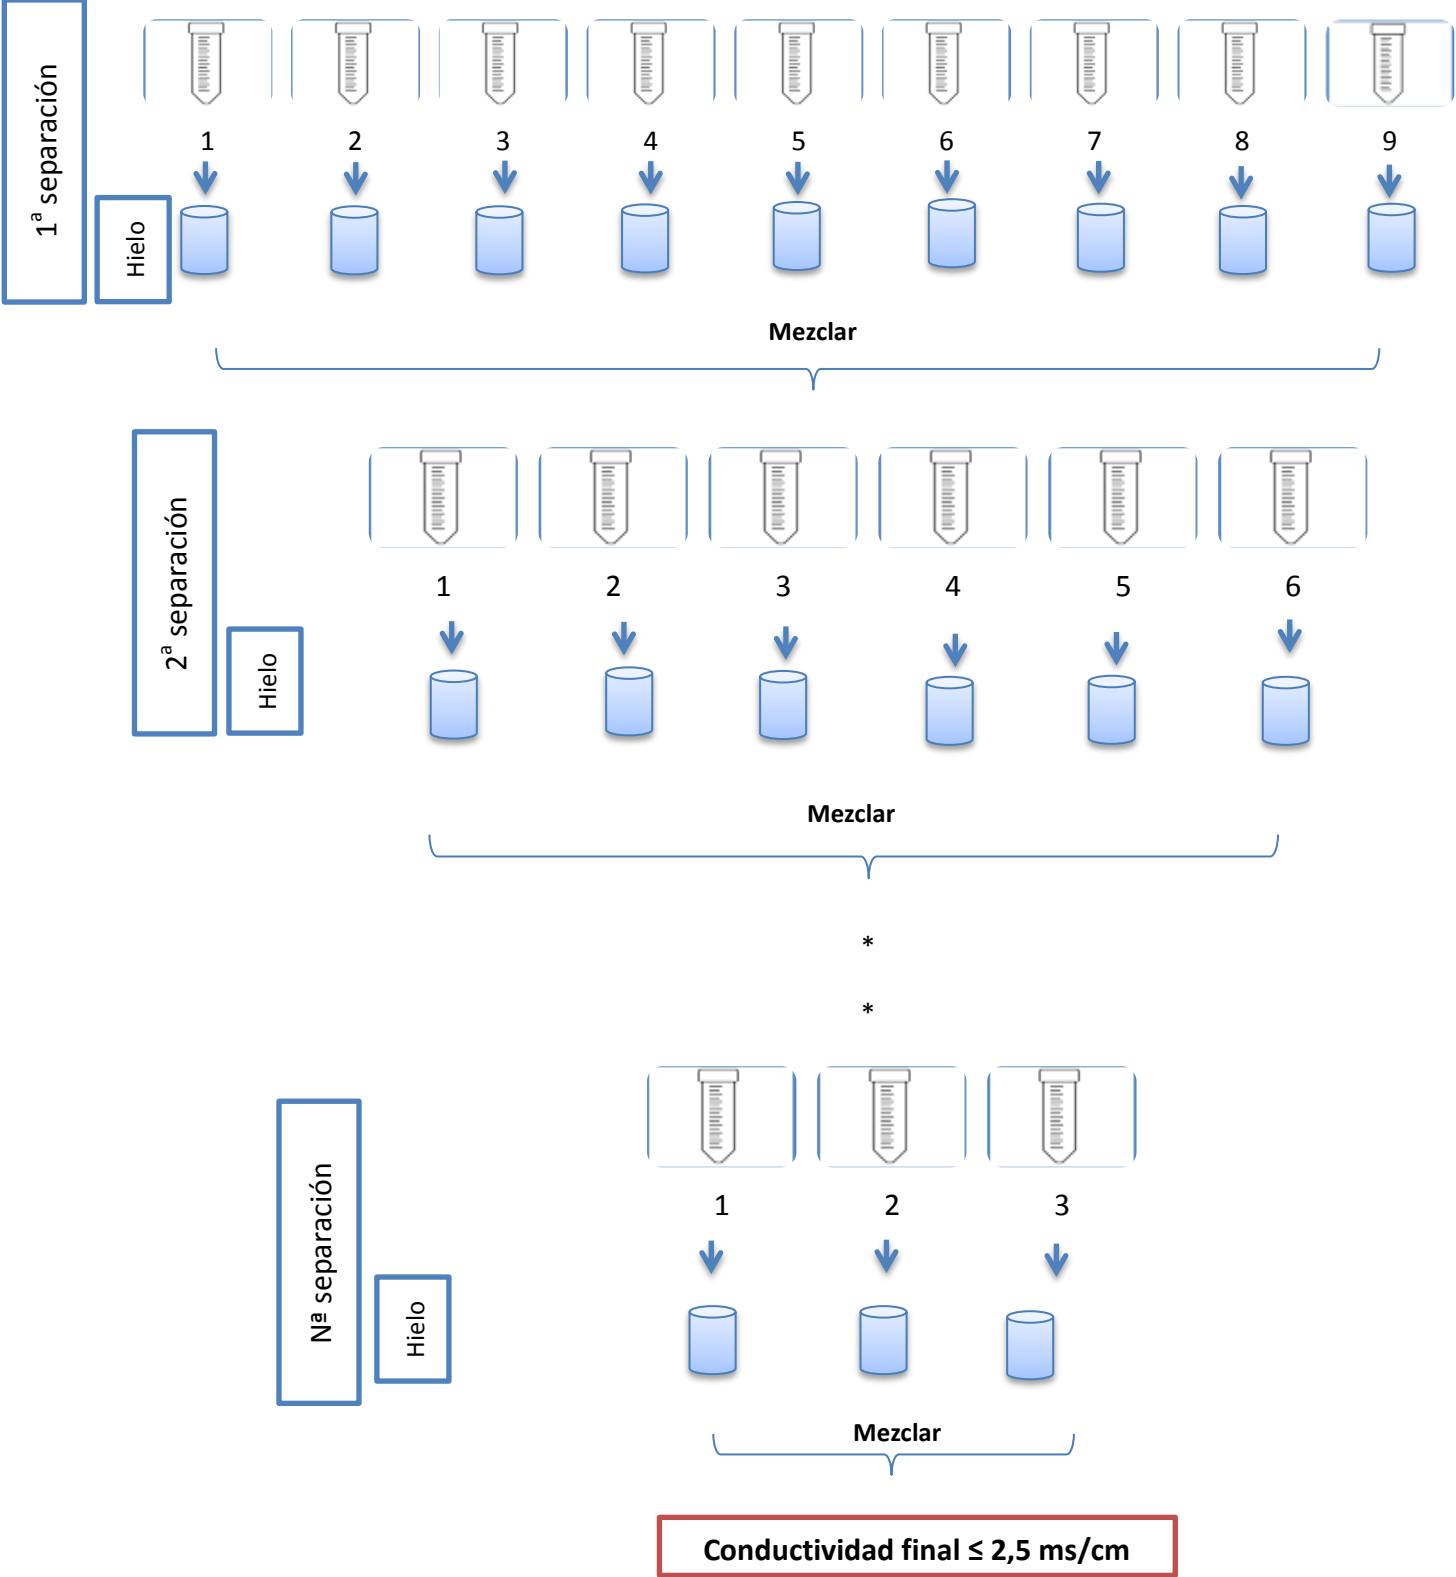 1ª separación
Hielo
1 2 3 4 5 6 7 8 9
Mezclar
2ª separación
Hielo
1 2 3 4 5 6
Mezclar
*
*
Nª separación
Hielo
1 2 3
Mezclar
Conductividad final ≤ 2,5 ms/cm